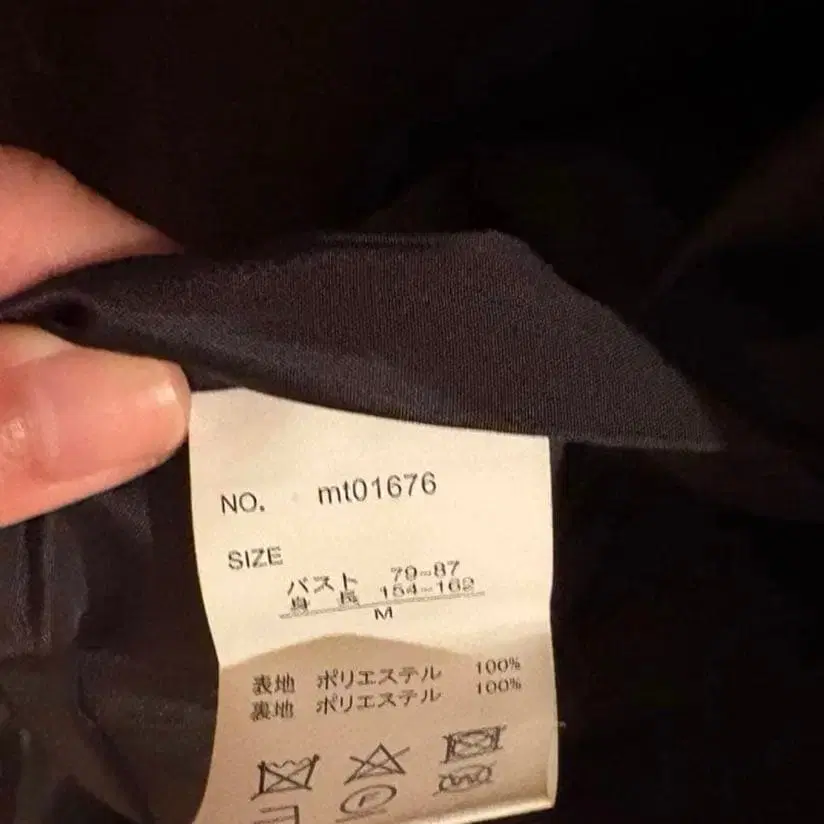 NO. mt01676
SIZE
バスト 79-87
身 長 154-162
M
表地 ポリエステル 100%
裏地 ポリエステル 100%
F